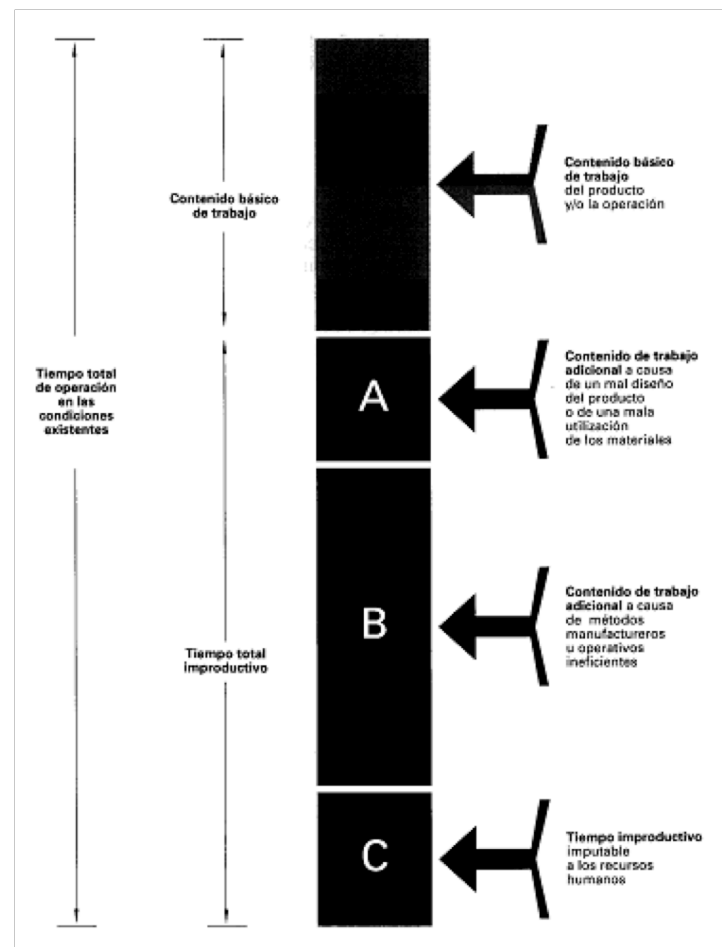 Contenido básico
de trabajo
Tiempo total
de operación
en las
condiciones
existentes
Tiempo total
improductivo
A
B
C
Contenido básico
de trabajo
del producto
y/o la operación
Contenido de trabajo
adicional a causa
de un mal diseño
del producto
o de una mala
utilización
de los materiales
Contenido de trabajo
adicional a causa
de métodos
manufactureros
u operativos
ineficientes
Tiempo improductivo
imputable
a los recursos
humanos